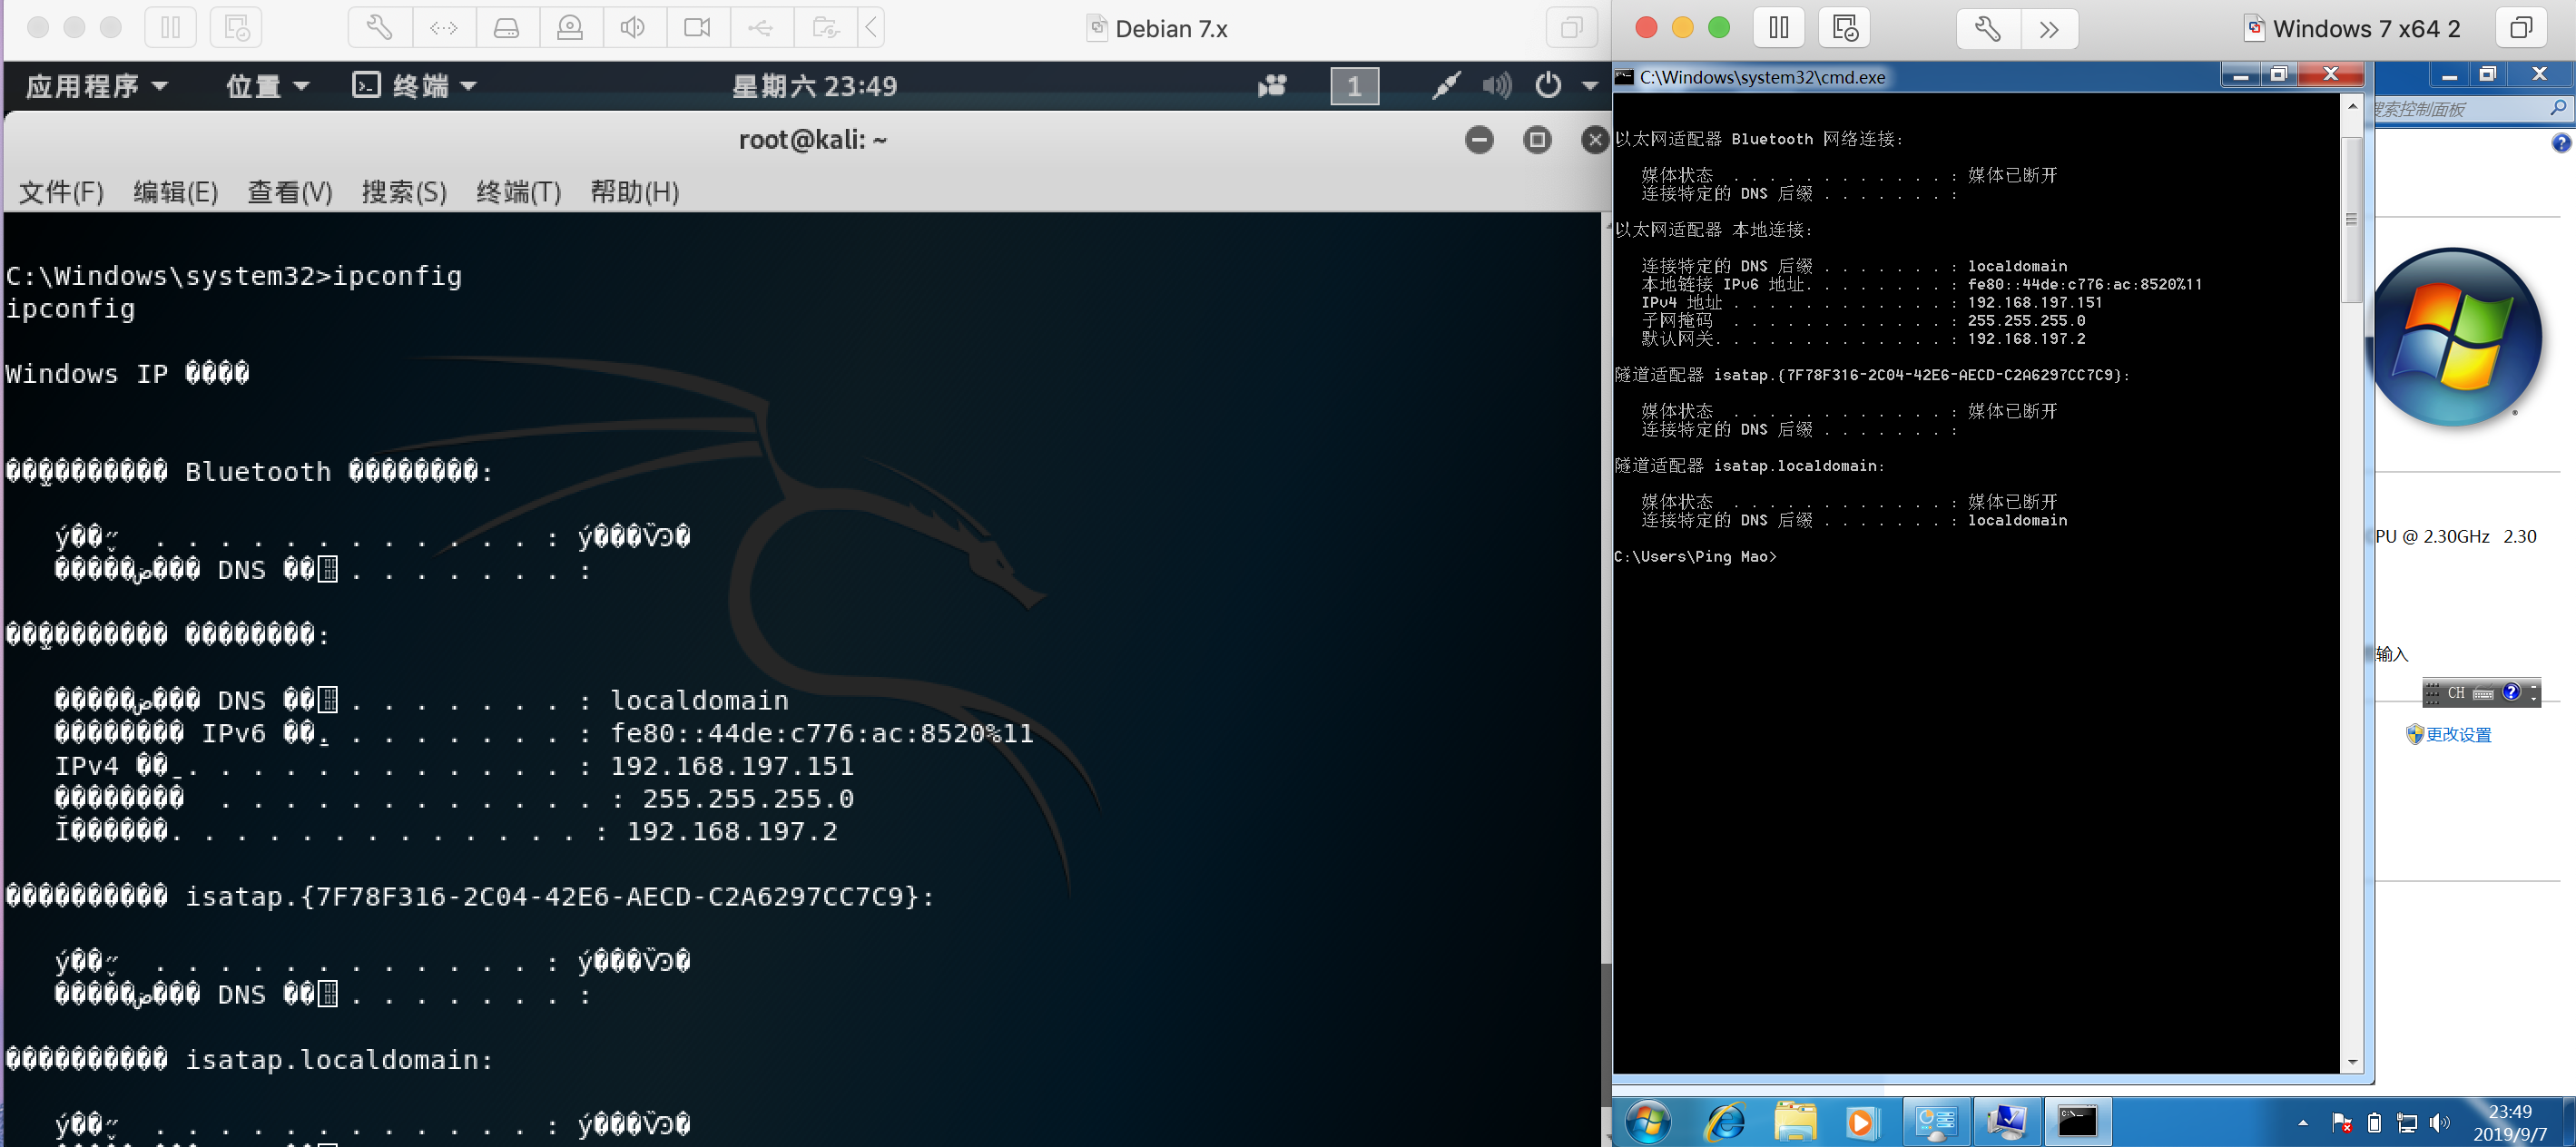 Debian 7.x
应用程序
位置
终端
星期六 23:49
1
root@kali: ~
文件(F) 编辑(E) 查看(V) 搜索(S) 终端(T) 帮助(H)
C:\Windows\system32>ipconfig
ipconfig
Windows IP
Bluetooth
DNS . . . . . . . :
DNS . . . . . . . : localdomain
IPv6 . . . . . . . . : fe80::44de:c776:ac:8520%11
IPv4 . . . . . . . . . . . . : 192.168.197.151
. . . . . . . . . . . . : 255.255.255.0
. . . . . . . . . . . . . : 192.168.197.2
isatap.{7F78F316-2C04-42E6-AECD-C2A6297CC7C9}:
DNS . . . . . . . :
isatap.localdomain:
Windows 7 x64 2
C:\Windows\system32\cmd.exe
以太网适配器 Bluetooth 网络连接:
媒体状态 . . . . . . . . . . . . : 媒体已断开
连接特定的 DNS 后缀 . . . . . . . :
以太网适配器 本地连接:
连接特定的 DNS 后缀 . . . . . . . : localdomain
本地链接 IPv6 地址. . . . . . . . : fe80::44de:c776:ac:8520%11
IPv4 地址 . . . . . . . . . . . . : 192.168.197.151
子网掩码 . . . . . . . . . . . . : 255.255.255.0
默认网关. . . . . . . . . . . . . : 192.168.197.2
隧道适配器 isatap.{7F78F316-2C04-42E6-AECD-C2A6297CC7C9}:
媒体状态 . . . . . . . . . . . . : 媒体已断开
连接特定的 DNS 后缀 . . . . . . . :
隧道适配器 isatap.localdomain:
媒体状态 . . . . . . . . . . . . : 媒体已断开
连接特定的 DNS 后缀 . . . . . . . : localdomain
C:\Users\Ping Mao>
搜索控制面板
PU @ 2.30GHz 2.30
输入
CH
更改设置
23:49
2019/9/7